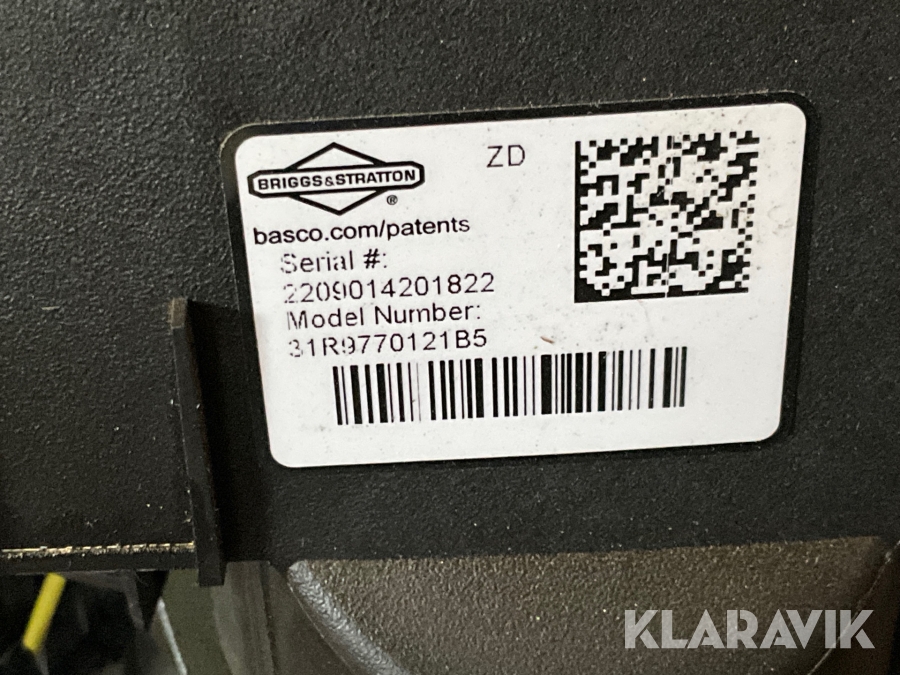 BRIGGS&STRATTON
®
ZD
basco.com/patents
Serial #:
2209014201822
Model Number:
31R9770121B5
KLARAVIK